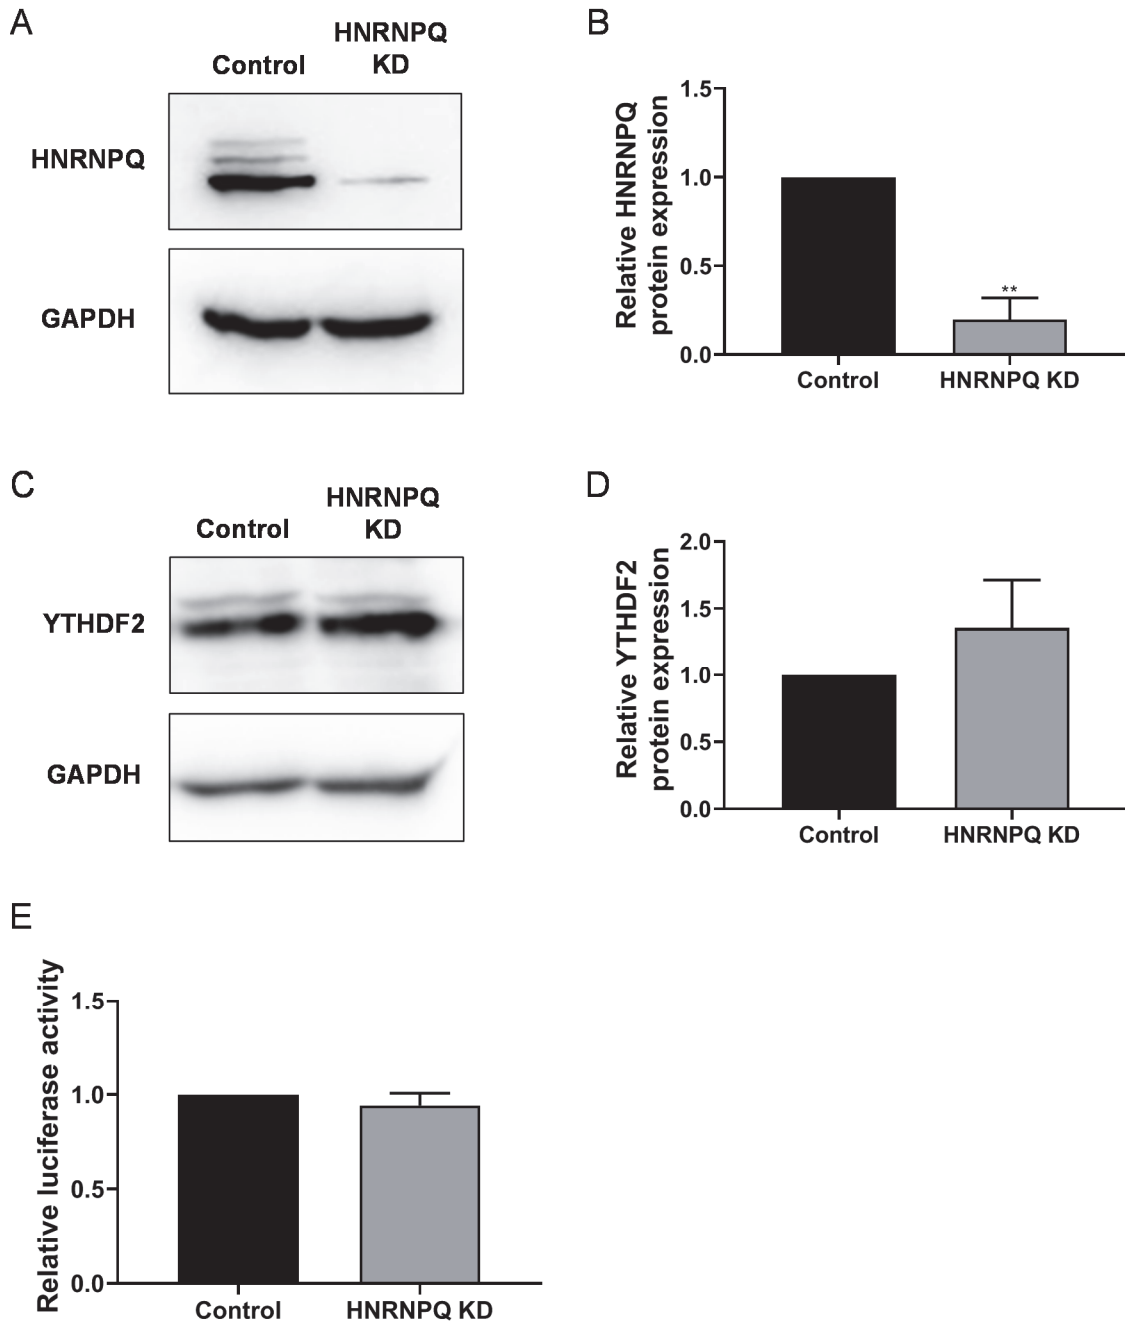 A
HNRNPQ
KD
Control
HNRNPQ
GAPDH
B
Relative HNRNPQ
protein expression
1.5
1.0
0.5
0.0
**
Control
HNRNPQ KD
C
HNRNPQ
KD
Control
YTHDF2
GAPDH
D
Relative YTHDF2
protein expression
2.0
1.5
1.0
0.5
0.0
Control
HNRNPQ KD
E
Relative luciferase activity
1.5
1.0
0.5
0.0
Control
HNRNPQ KD